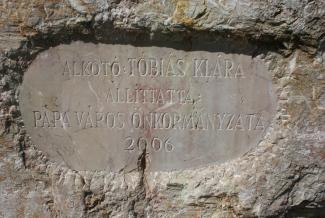 ALKOTÓ: TÓBIÁS KLÁRA
ÁLLÍTTATTA:
PÁPA VÁROS ÖNKORMÁNYZATA
2006